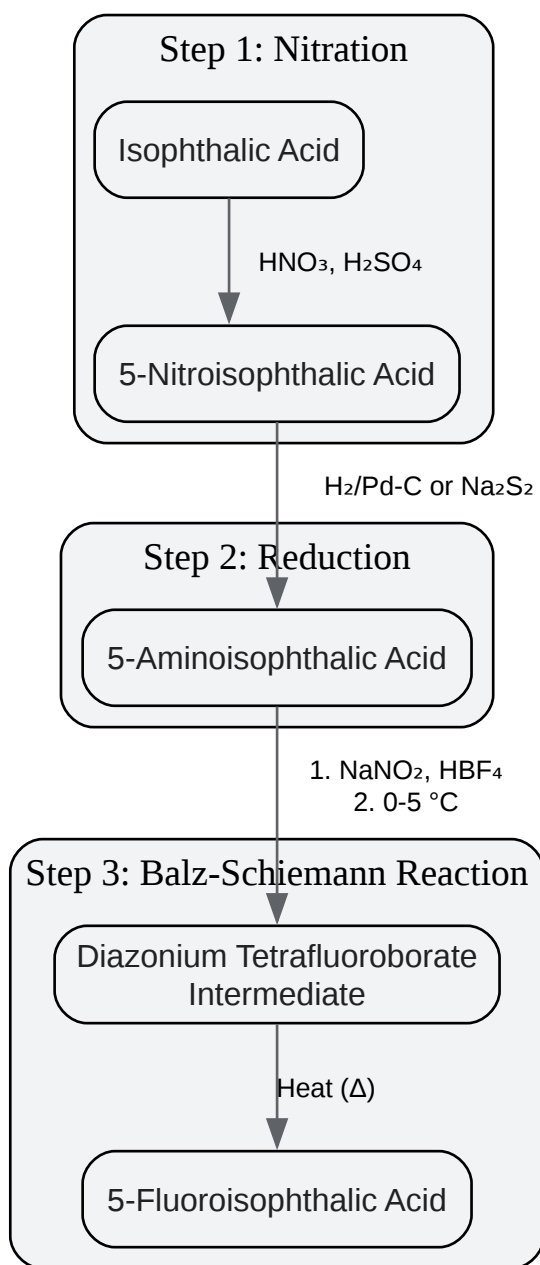 Step 1: Nitration
Isophthalic Acid
HNO₃, H₂SO₄
5-Nitroisophthalic Acid
H₂/Pd-C or Na₂S₂
Step 2: Reduction
5-Aminoisophthalic Acid
1. NaNO₂, HBF₄
2. 0-5 °C
Step 3: Balz-Schiemann Reaction
Diazonium Tetrafluoroborate
Intermediate
Heat (Δ)
5-Fluoroisophthalic Acid